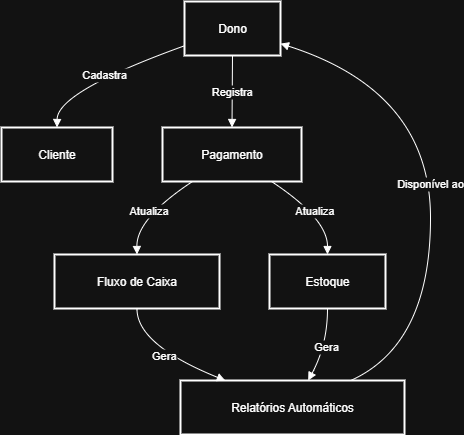 Dono
Cadastra
Registra
Cliente
Pagamento
Disponível ao
Atualiza
Atualiza
Fluxo de Caixa
Estoque
Gera
Gera
Relatórios Automáticos